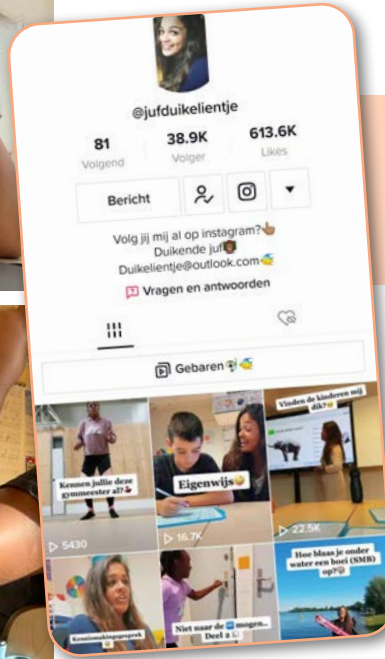 @jufduikelientje
81 38.9K 613.6K
Volgend Volger Likes
Bericht
Volg jij mij al op instagram?👆🏾
Duikende juf👩🏾‍🏫
Duikelientje@outlook.com
Vragen en antwoorden
Gebaren
Kennen jullie deze
gymmeester al?
5430
Eigenwijs
16.7K
Vinden de kinderen mij
dik?
22.5K
Kennismakingsgesprek
Niet naar de mogen..
Deel 2
Hoe blaas je onder
water een boei (SMB)
op?